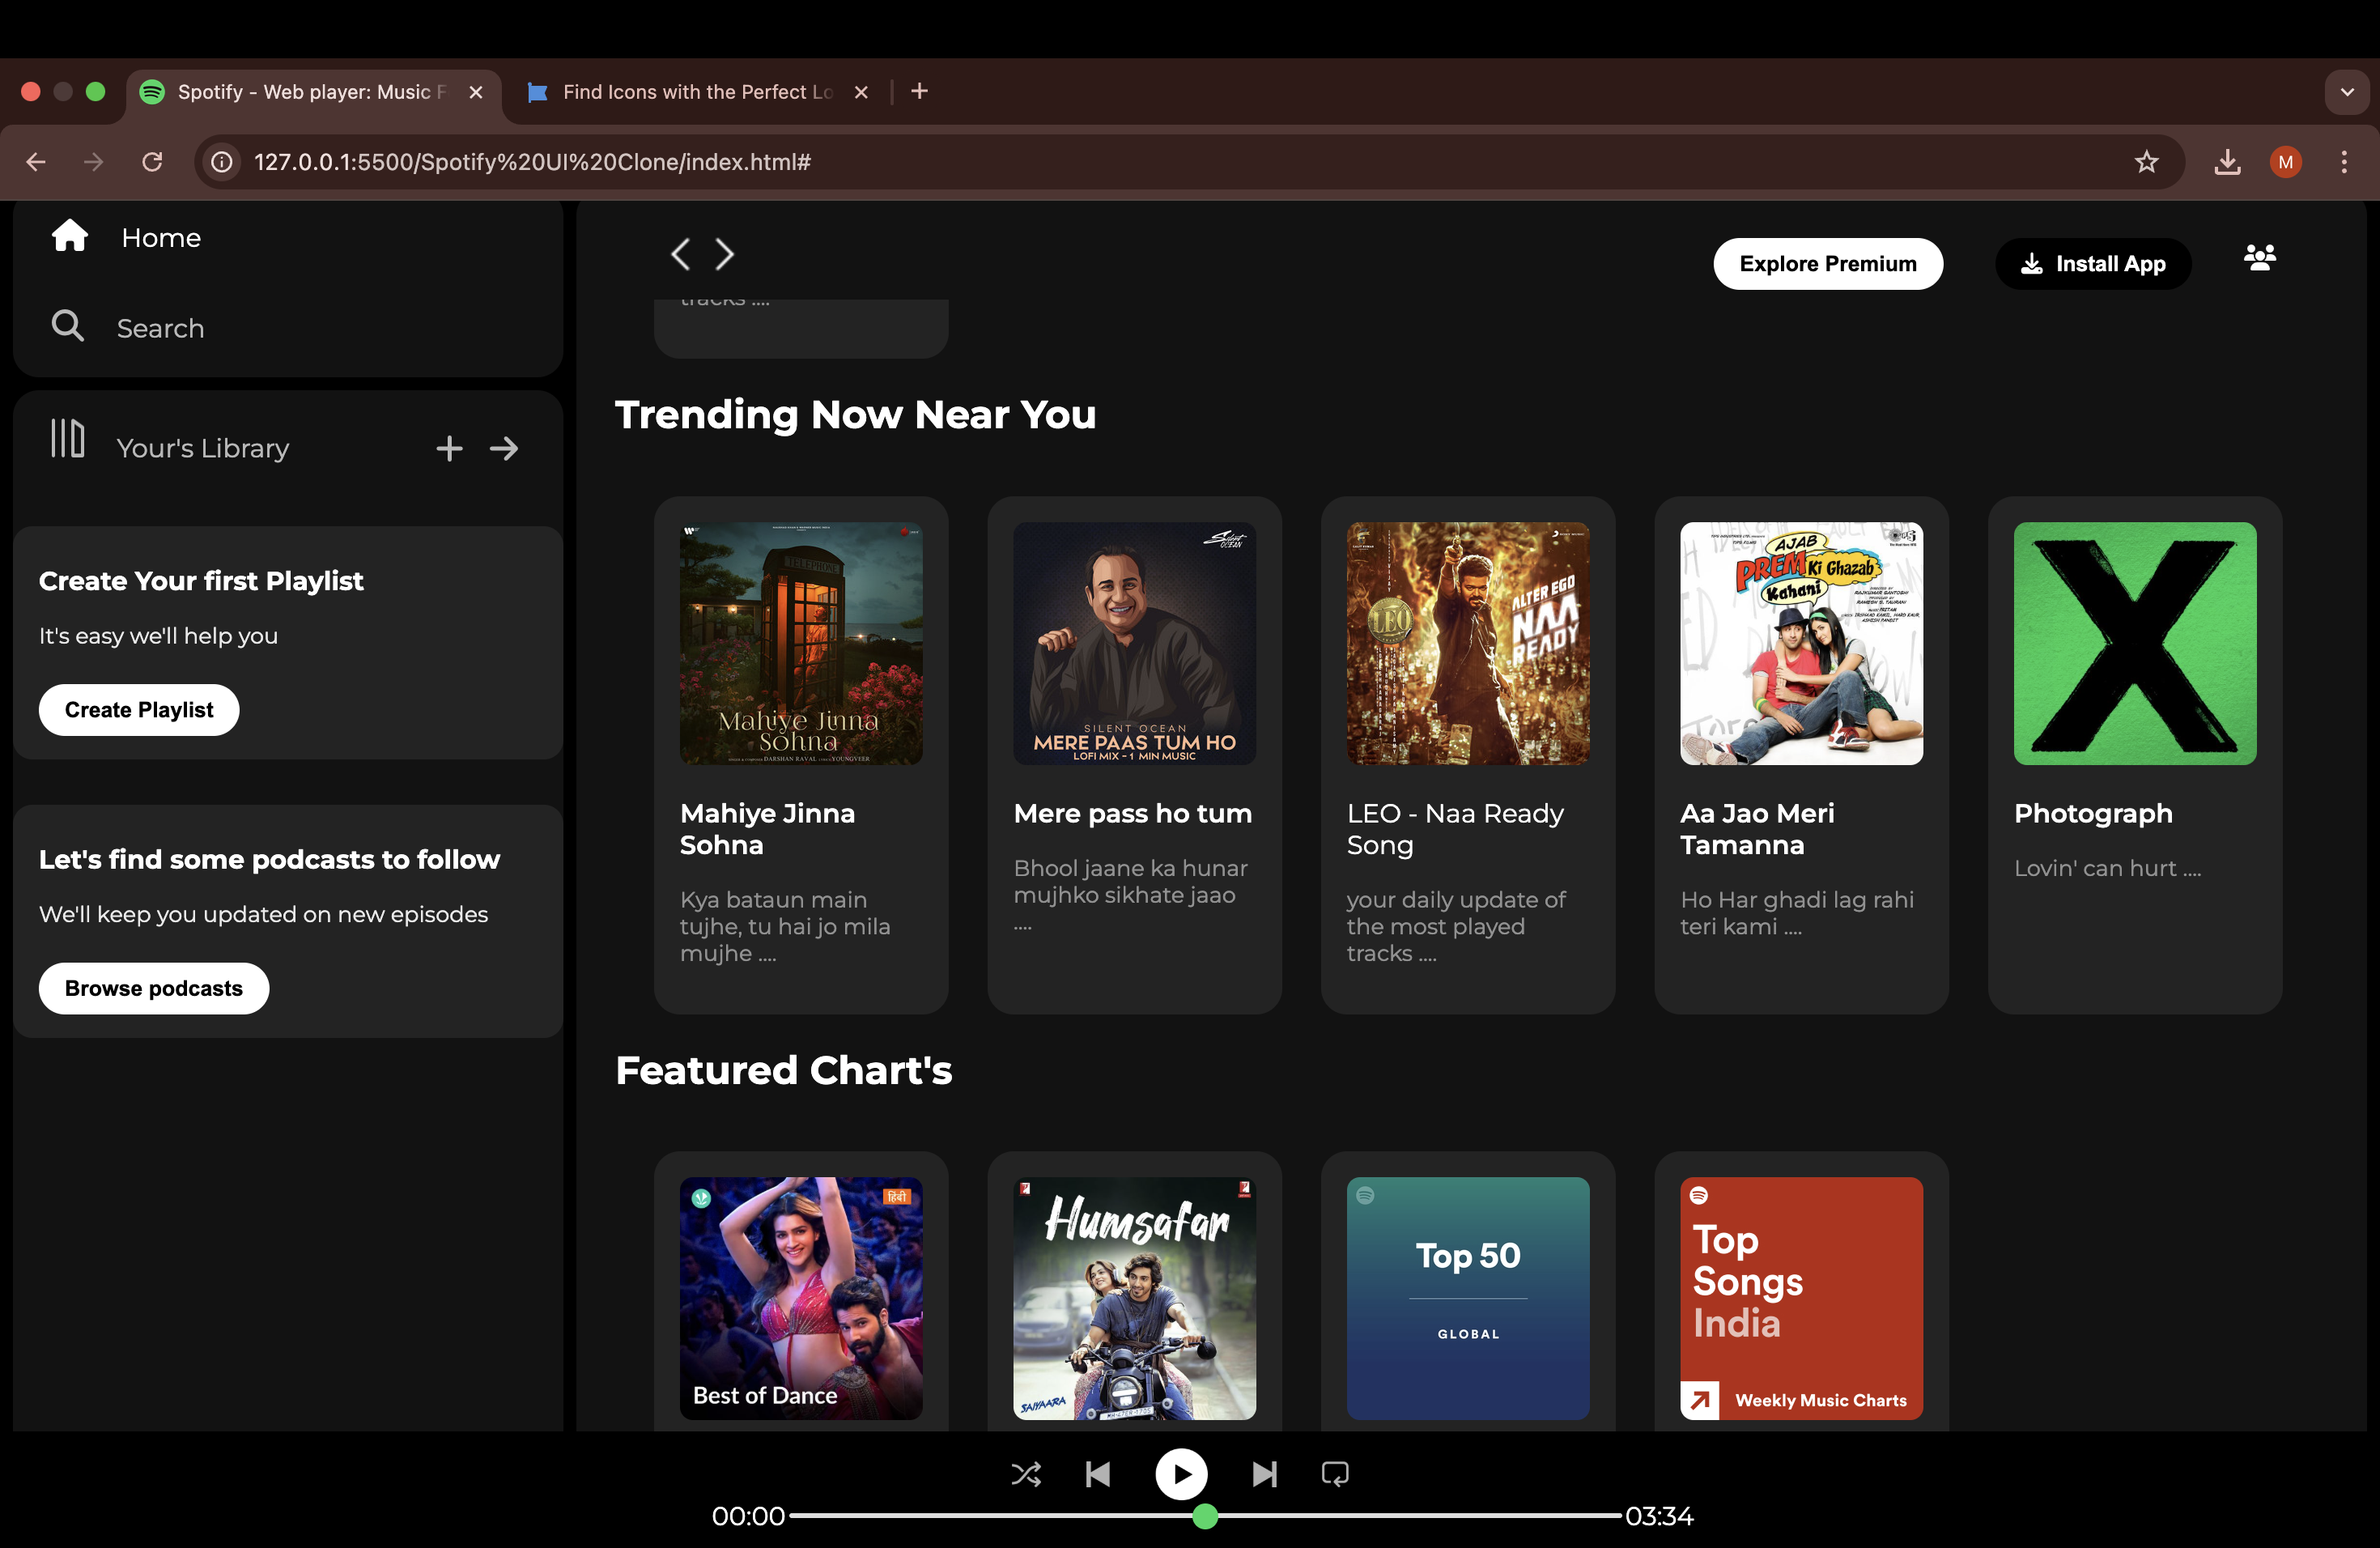 Spotify - Web player: Music F
Find Icons with the Perfect Lo
127.0.0.1:5500/Spotify%20UI%20Clone/index.html#
M
Home
Search
Your's Library
Create Your first Playlist
It's easy we'll help you
Create Playlist
Let's find some podcasts to follow
We'll keep you updated on new episodes
Browse podcasts
Explore Premium
Install App
tracks ....
Trending Now Near You
TELEPHONE
Mahiye Jinna
Sohna
Mahiye Jinna
Sohna
Kya bataun main
tujhe, tu hai jo mila
mujhe ....
Silent
OCEAN
SILENT OCEAN
MERE PAAS TUM HO
LOFI MIX - 1 MIN MUSIC
Mere pass ho tum
Bhool jaane ka hunar
mujhko sikhate jaao
....
LEO
ALTER EGO
NAA
READY
LEO - Naa Ready
Song
your daily update of
the most played
tracks ....
AJAB
PREM Ki Ghazab
Kahani
Aa Jao Meri
Tamanna
Ho Har ghadi lag rahi
teri kami ....
X
Photograph
Lovin' can hurt ....
Featured Chart's
हिंदी
Best of Dance
Humsafar
SAIYAARA
Top 50
GLOBAL
Top
Songs
India
Weekly Music Charts
00:00
03:34